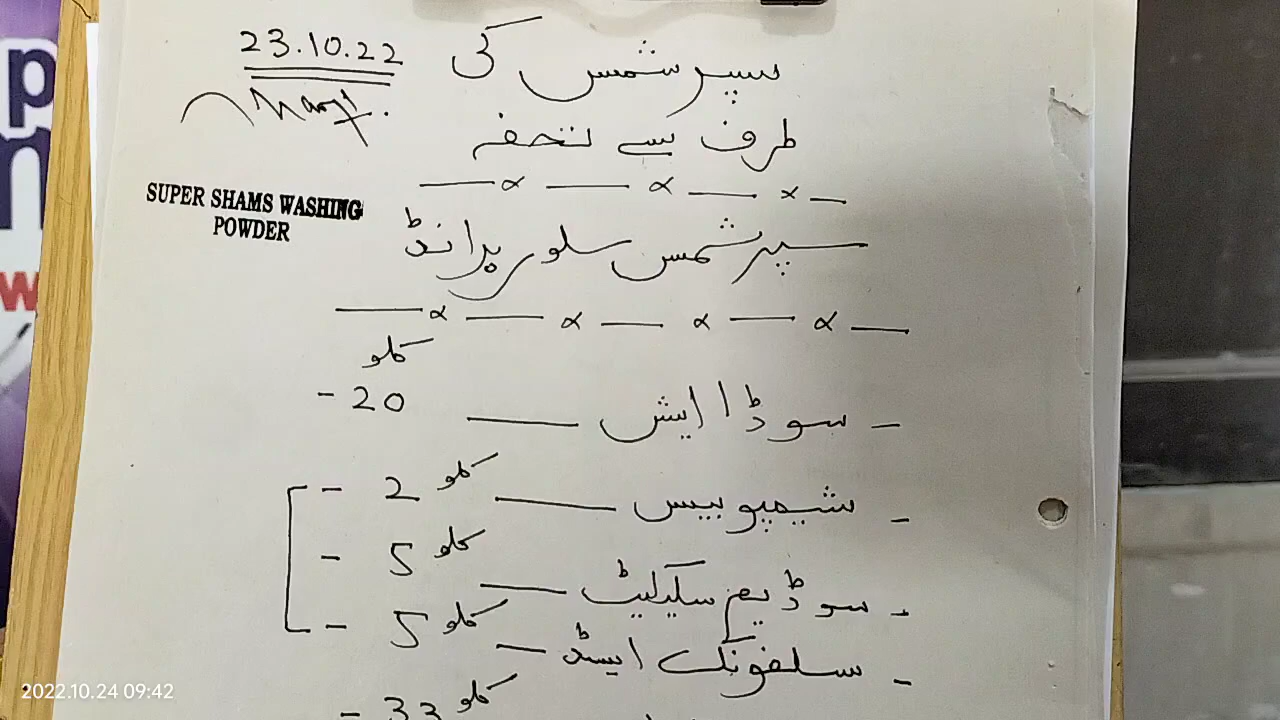 23.10.22
سپر شمس کی
طرف سے تحفہ
SUPER SHAMS WASHING
POWDER
سپر شمس سلور برانڈ
کلو
سوڈا ایش — 20 -
شیمپو بیس — 2 کلو -
سوڈیم سلیکیٹ — 5 کلو -
سلفونک ایسڈ — 5 کلو -
33 کلو -
2022.10.24 09:42